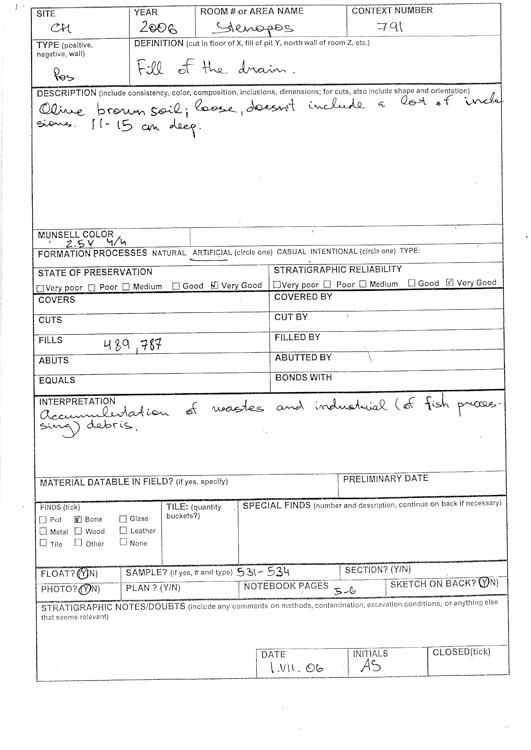 SITE YEAR ROOM # or AREA NAME CONTEXT NUMBER
CH 2006 Stenopos 791
TYPE (positive, negative, wall) DEFINITION (cut in floor of X, fill of pit Y, north wall of room Z, etc.)
Pos Fill of the drain.
DESCRIPTION (include consistency, color, composition, inclusions, dimensions; for cuts, also include shape and orientation)
Olive brown soil; loose, doesn't include a lot of inclu
sions. 11-15 cm deep.
MUNSELL COLOR
2.5Y 4/4
FORMATION PROCESSES NATURAL ARTIFICIAL (circle one) CASUAL INTENTIONAL (circle one) TYPE:
STATE OF PRESERVATION STRATIGRAPHIC RELIABILITY
☐Very poor ☐ Poor ☐ Medium ☐ Good ☑ Very Good ☐Very poor ☐ Poor ☐ Medium ☐ Good ☑ Very Good
COVERS COVERED BY
CUTS CUT BY
FILLS 489, 787 FILLED BY
ABUTS ABUTTED BY
EQUALS BONDS WITH
INTERPRETATION
Accumulentation of wastes and industrial (of fish proces-
sing) debris.
MATERIAL DATABLE IN FIELD? (if yes, specify) PRELIMINARY DATE
FINDS (tick) TILE: (quantity buckets?) SPECIAL FINDS (number and description, continue on back if necessary)
☐ Pot ☑ Bone ☐ Glass
☐ Metal ☐ Wood ☐ Leather
☐ Tile ☐ Other ☐ None
FLOAT? (Y/N) SAMPLE? (if yes, # and type) 531-534 SECTION? (Y/N)
PHOTO? (Y/N) PLAN ? (Y/N) NOTEBOOK PAGES 5-6 SKETCH ON BACK? (Y/N)
STRATIGRAPHIC NOTES/DOUBTS (include any comments on methods, contamination, excavation conditions, or anything else
that seems relevant)
DATE INITIALS CLOSED(tick)
1.VII.06 AS